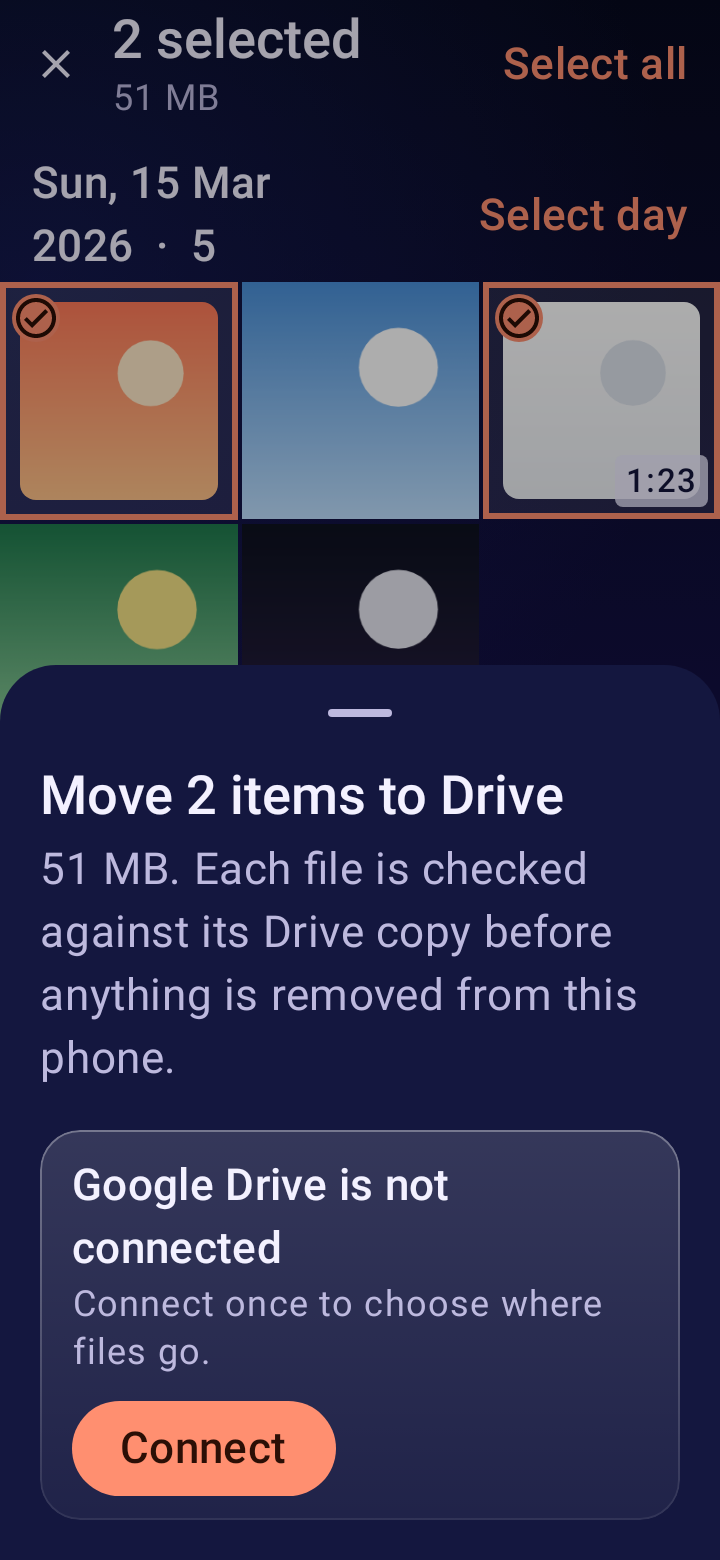 2 selected
51 MB
Select all
Sun, 15 Mar
2026 · 5
Select day
1:23
Move 2 items to Drive
51 MB. Each file is checked
against its Drive copy before
anything is removed from this
phone.
Google Drive is not
connected
Connect once to choose where
files go.
Connect